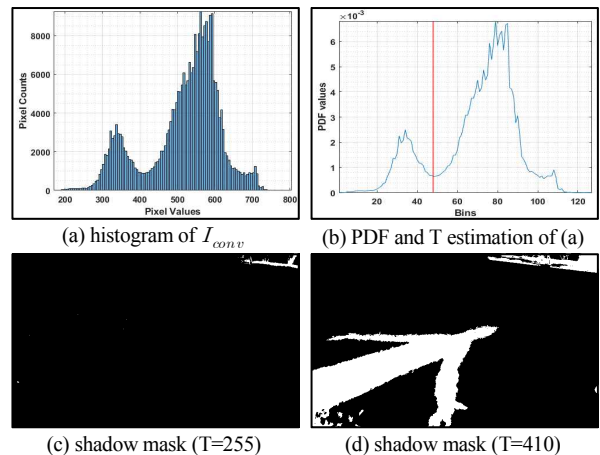 8000
6000
4000
2000
0
Pixel Counts
200 300 400 500 600 700 800
Pixel Values
(a) histogram of I_conv
×10⁻³
6
5
4
3
2
1
0
PDF values
0 20 40 60 80 100 120
Bins
(b) PDF and T estimation of (a)
(c) shadow mask (T=255)
(d) shadow mask (T=410)